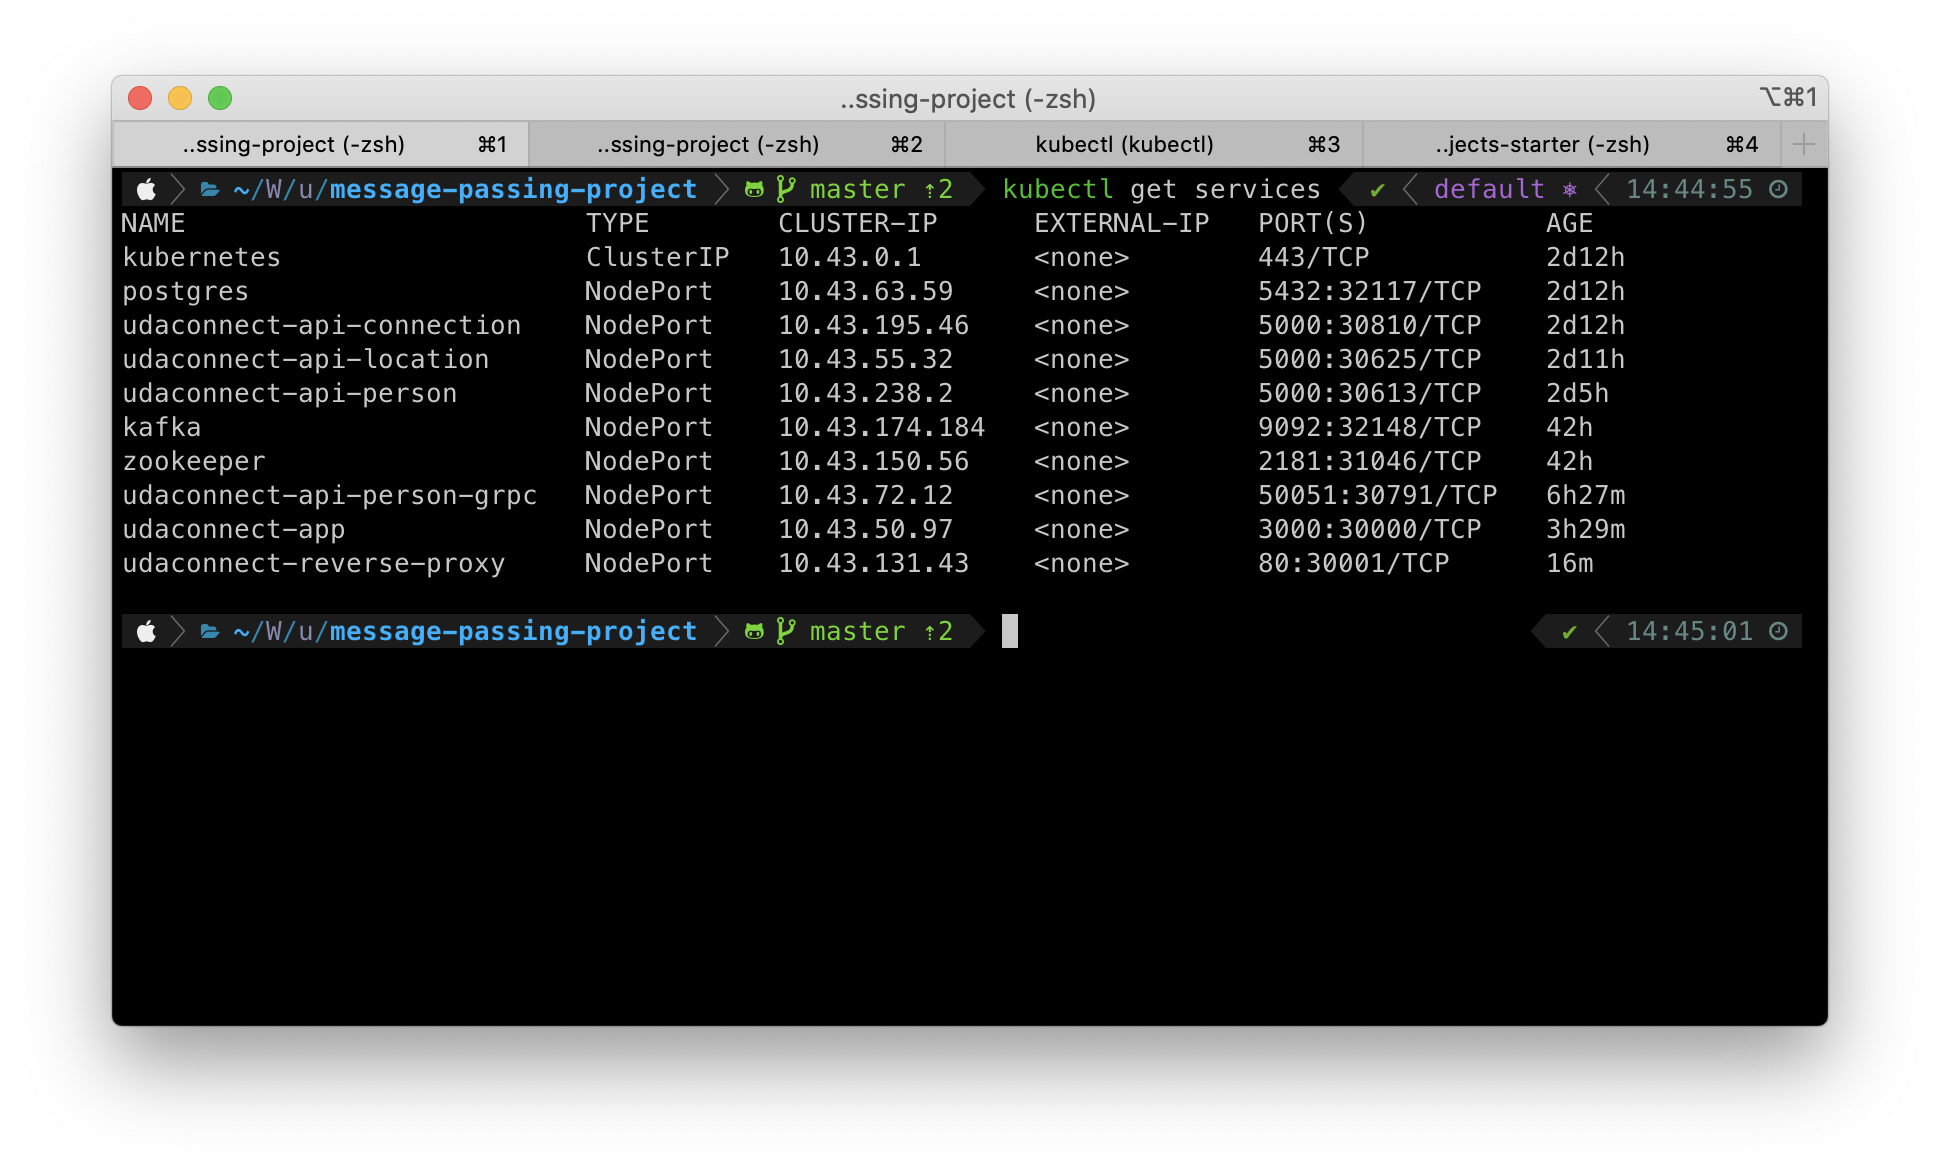 ..ssing-project (-zsh) ⌥⌘1
..ssing-project (-zsh) ⌘1 ..ssing-project (-zsh) ⌘2 kubectl (kubectl) ⌘3 ..jects-starter (-zsh) ⌘4
~/W/u/message-passing-project master ⇡2 kubectl get services ✔ default 14:44:55
NAME TYPE CLUSTER-IP EXTERNAL-IP PORT(S) AGE
kubernetes ClusterIP 10.43.0.1 <none> 443/TCP 2d12h
postgres NodePort 10.43.63.59 <none> 5432:32117/TCP 2d12h
udaconnect-api-connection NodePort 10.43.195.46 <none> 5000:30810/TCP 2d12h
udaconnect-api-location NodePort 10.43.55.32 <none> 5000:30625/TCP 2d11h
udaconnect-api-person NodePort 10.43.238.2 <none> 5000:30613/TCP 2d5h
kafka NodePort 10.43.174.184 <none> 9092:32148/TCP 42h
zookeeper NodePort 10.43.150.56 <none> 2181:31046/TCP 42h
udaconnect-api-person-grpc NodePort 10.43.72.12 <none> 50051:30791/TCP 6h27m
udaconnect-app NodePort 10.43.50.97 <none> 3000:30000/TCP 3h29m
udaconnect-reverse-proxy NodePort 10.43.131.43 <none> 80:30001/TCP 16m
~/W/u/message-passing-project master ⇡2 ✔ 14:45:01